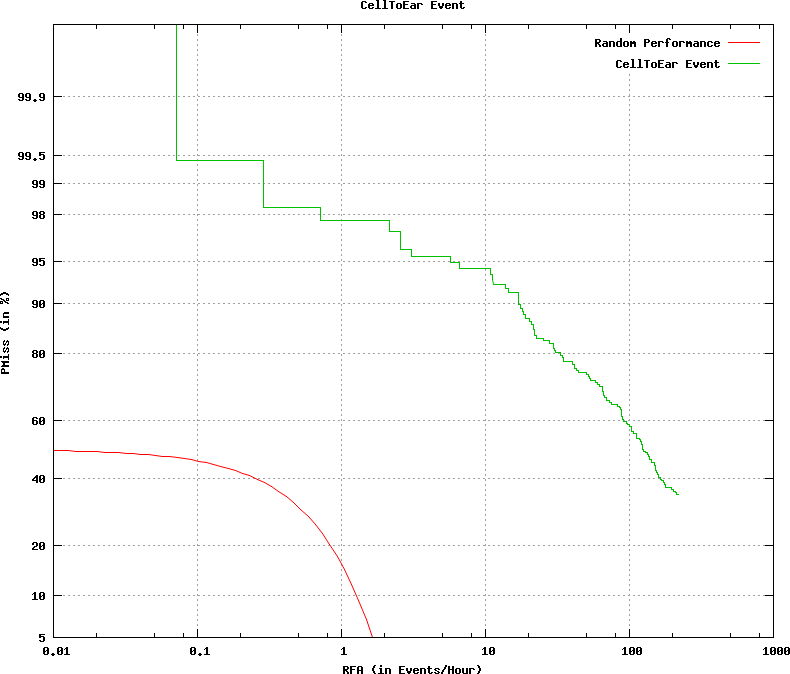 CellToEar Event
Random Performance
CellToEar Event
99.9
99.5
99
98
95
90
80
60
40
20
10
5
PMiss (in %)
0.01 0.1 1 10 100 1000
RFA (in Events/Hour)